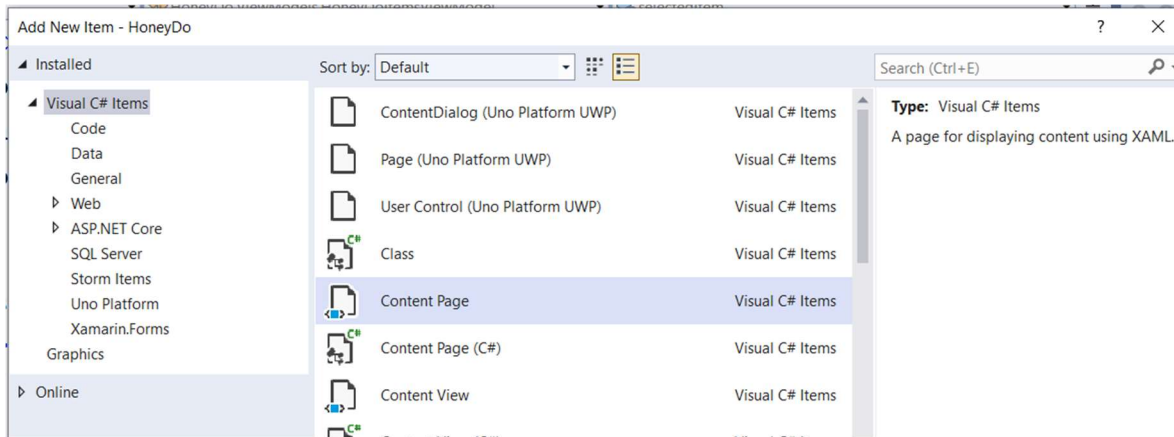 Add New Item - HoneyDo
? ×
Installed
Visual C# Items
Code
Data
General
Web
ASP.NET Core
SQL Server
Storm Items
Uno Platform
Xamarin.Forms
Graphics
Online
Sort by: Default
ContentDialog (Uno Platform UWP) Visual C# Items
Page (Uno Platform UWP) Visual C# Items
User Control (Uno Platform UWP) Visual C# Items
C# Class Visual C# Items
Content Page Visual C# Items
C# Content Page (C#) Visual C# Items
Content View Visual C# Items
C#
Search (Ctrl+E)
Type: Visual C# Items
A page for displaying content using XAML.